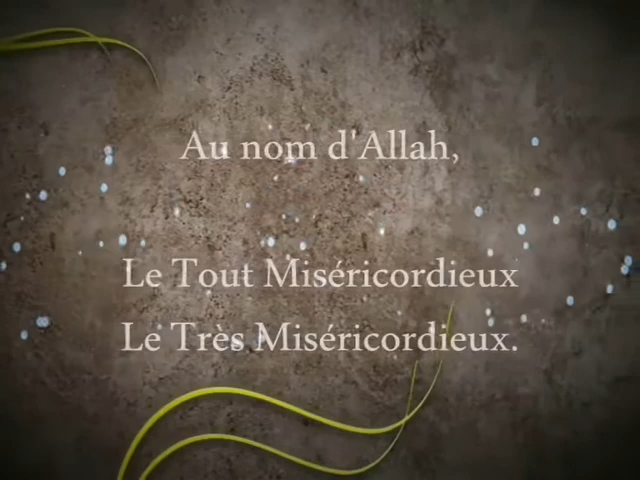 Au nom d'Allah,
Le Tout Miséricordieux
Le Très Miséricordieux.